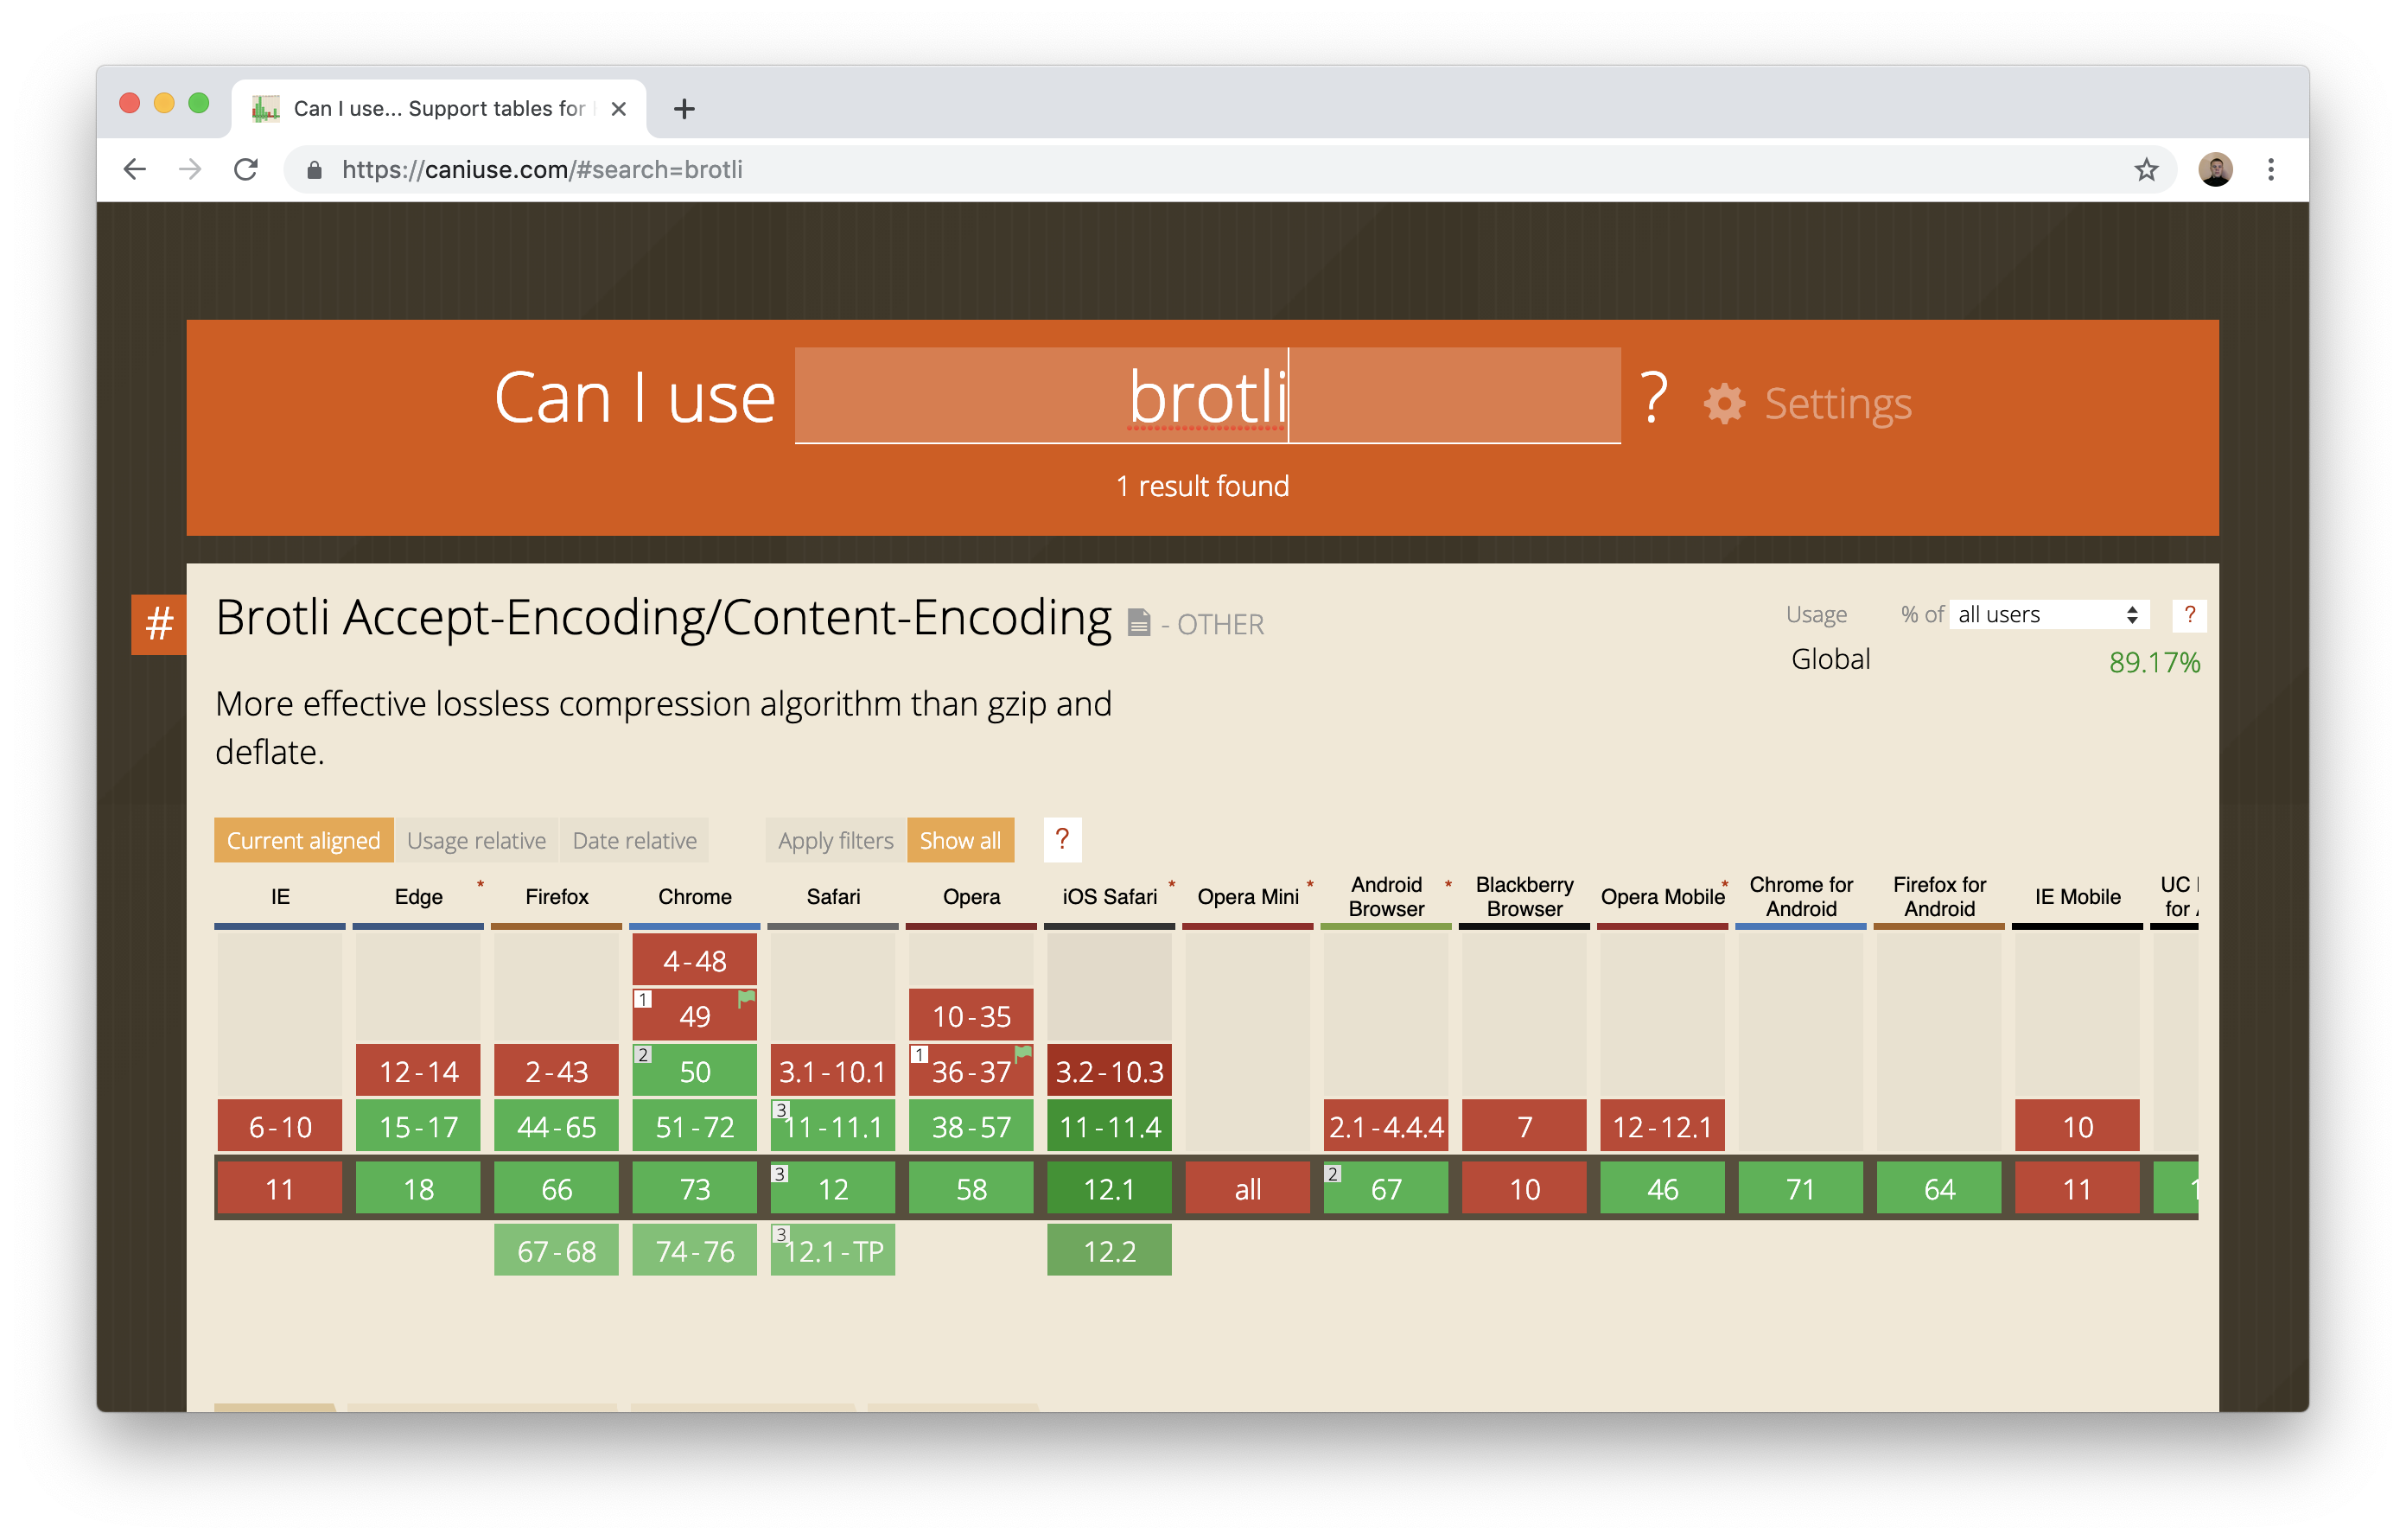 Can I use... Support tables for
https://caniuse.com/#search=brotli
Can I use brotli ? Settings
1 result found
# Brotli Accept-Encoding/Content-Encoding - OTHER
Usage % of all users ?
Global 89.17%
More effective lossless compression algorithm than gzip and
deflate.
Current aligned Usage relative Date relative Apply filters Show all ?
IE Edge * Firefox Chrome Safari Opera iOS Safari * Opera Mini * Android Browser * Blackberry Browser Opera Mobile * Chrome for Android Firefox for Android IE Mobile UC for
4-48
1 49 10-35
12-14 2-43 2 50 3.1-10.1 1 36-37 3.2-10.3
6-10 15-17 44-65 51-72 3 11-11.1 38-57 11-11.4 2.1-4.4.4 7 12-12.1 10
11 18 66 73 3 12 58 12.1 all 2 67 10 46 71 64 11
67-68 74-76 3 12.1-TP 12.2